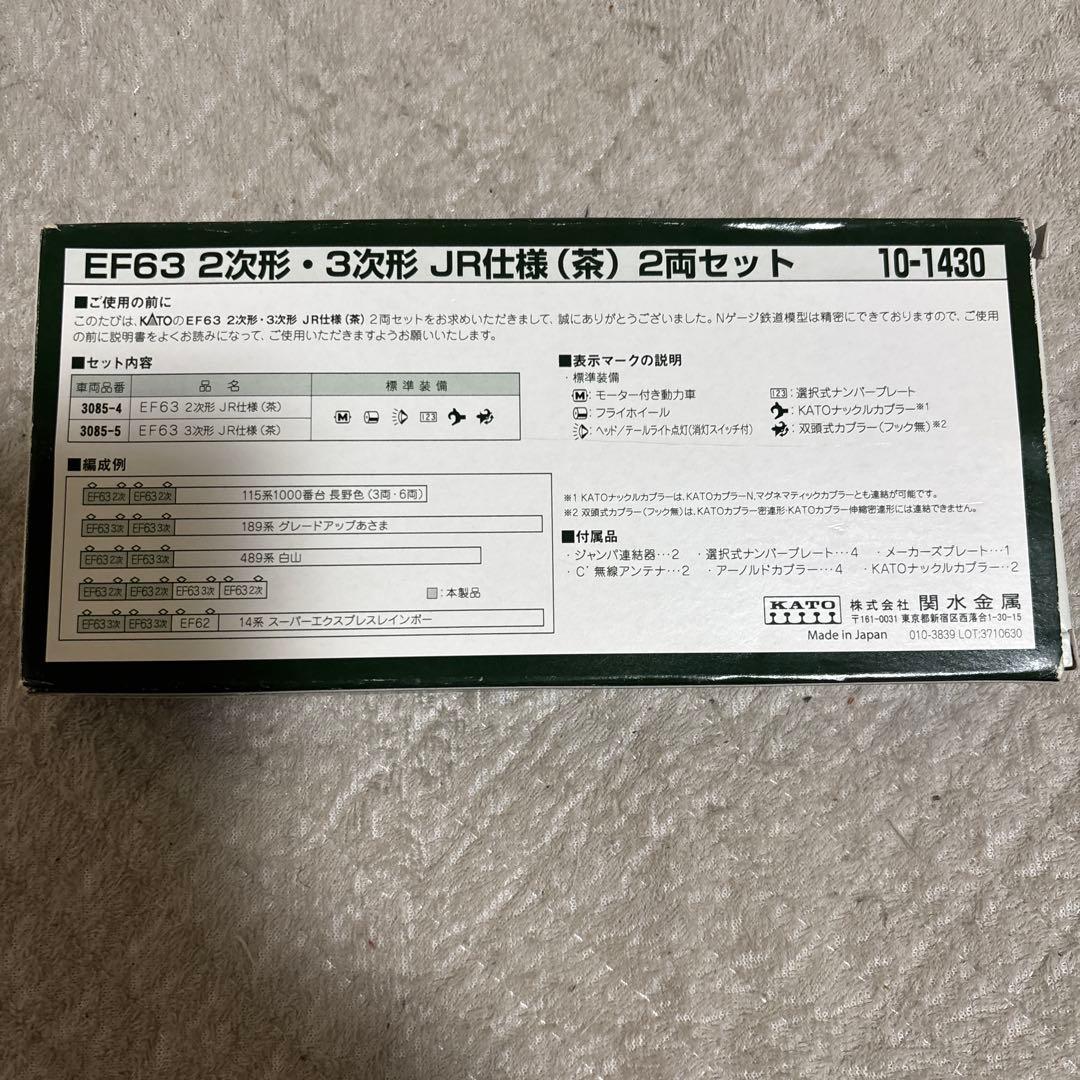 EF63 2次形・3次形 JR仕様（茶） 2両セット 10-1430
■ご使用の前に
このたびは、KATOのEF63 2次形・3次形 JR仕様（茶）2両セットをお求めいただきまして、誠にありがとうございました。Nゲージ鉄道模型は精密にできておりますので、ご使用
の前に説明書をよくお読みになって、ご使用いただきますようお願いいたします。
■セット内容
車両品番 品 名 標準装備
3085-4 EF63 2次形 JR仕様（茶）
3085-5 EF63 3次形 JR仕様（茶）
M 123
■編成例
EF63 2次 EF63 2次 115系1000番台 長野色（3両・6両）
EF63 3次 EF63 3次 189系 グレードアップあさま
EF63 2次 EF63 3次 489系 白山
EF63 2次 EF63 2次 EF63 3次 EF63 2次
□：本製品
EF63 3次 EF63 3次 EF62 14系 スーパーエクスプレスレインボー
■表示マークの説明
・標準装備
M：モーター付き動力車
：フライホイール
：ヘッド/テールライト点灯（消灯スイッチ付）
123：選択式ナンバープレート
：KATOナックルカプラー※1
：双頭式カプラー（フック無）※2
※1 KATOナックルカプラーは、KATOカプラーN、マグネマティックカプラーとも連結が可能です。
※2 双頭式カプラー（フック無）は、KATOカプラー密連形・KATOカプラー伸縮密連形には連結できません。
■付属品
・ジャンパ連結器…2 ・選択式ナンバープレート…4 ・メーカーズプレート…1
・C'無線アンテナ…2 ・アーノルドカプラー…4 ・KATOナックルカプラー…2
KATO 株式会社 関水金属
〒161-0031 東京都新宿区西落合1-30-15
Made in Japan 010-3839 LOT:3710630